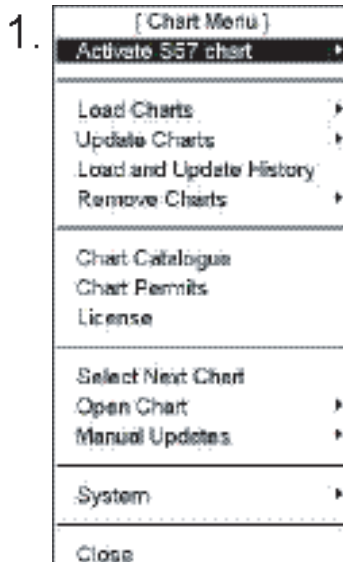 1.
[ Chart Menu ]
Activate S57 chart
Load Charts
Update Charts
Load and Update History
Remove Charts
Chart Catalogue
Chart Permits
License
Select Next Chart
Open Chart
Manual Updates
System
Close